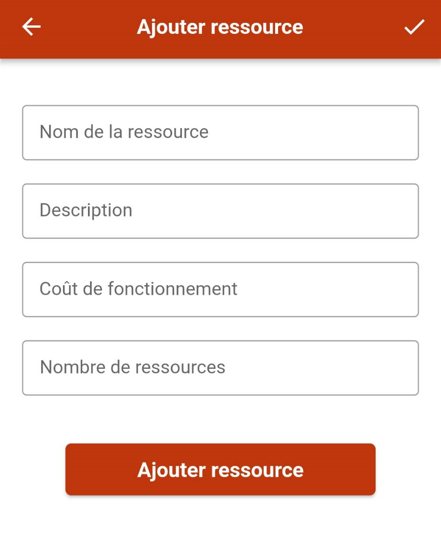 Ajouter ressource
Nom de la ressource
Description
Coût de fonctionnement
Nombre de ressources
Ajouter ressource